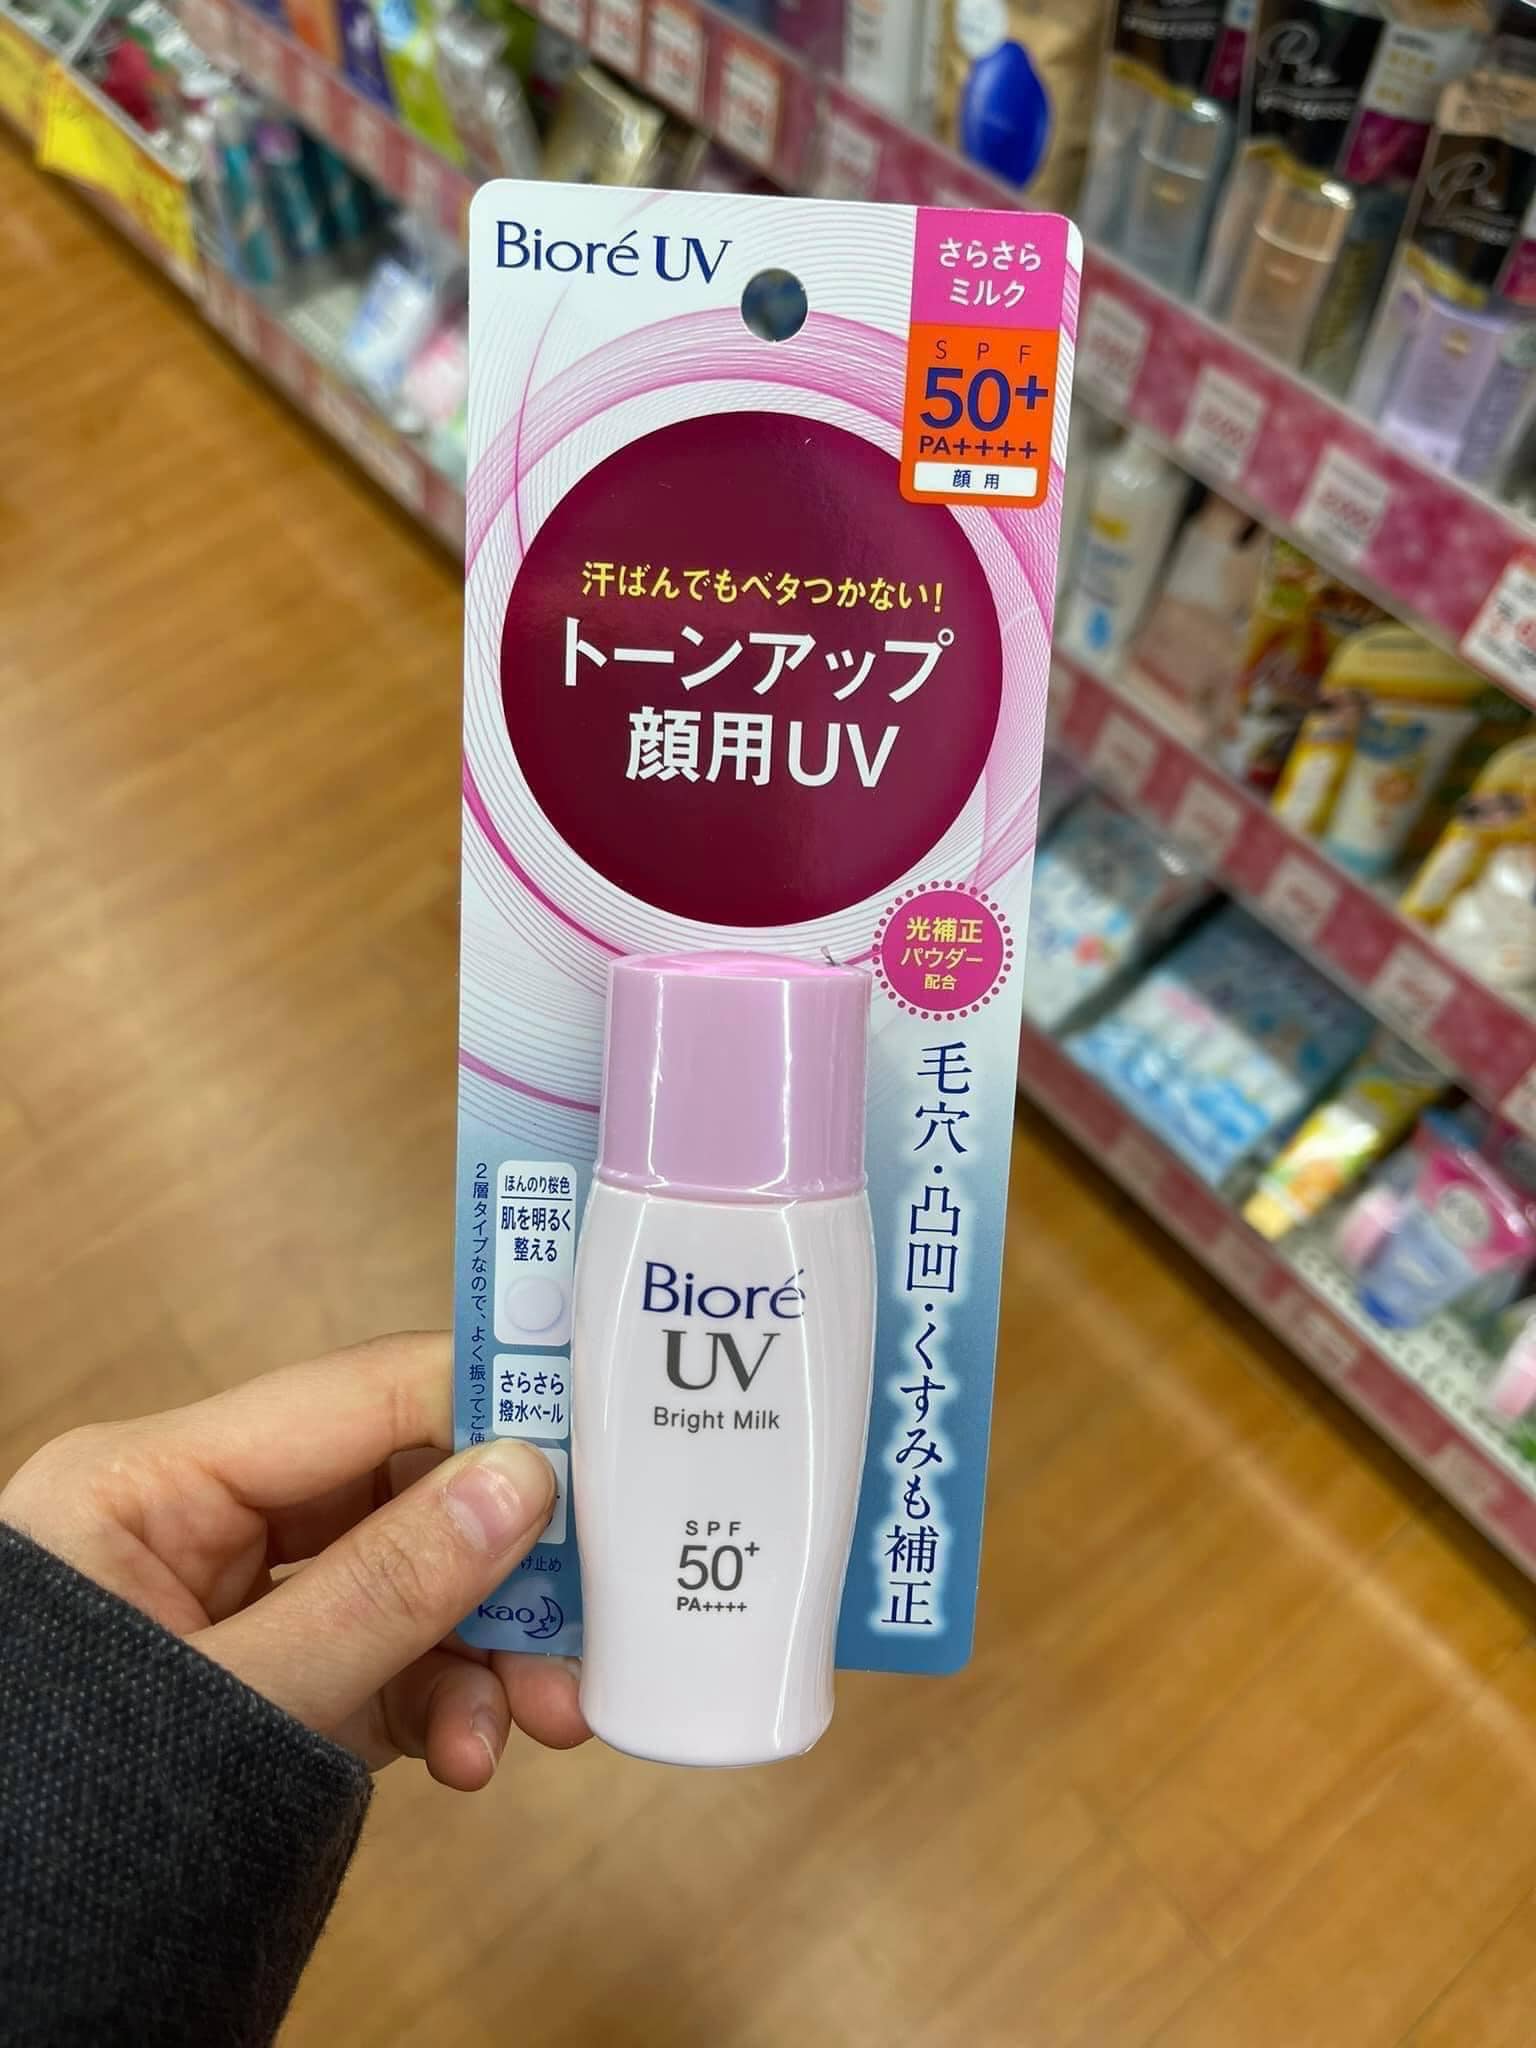 Bioré UV
さらさら
ミルク
SPF
50+
PA++++
顔用
汗ばんでもベタつかない!
トーンアップ
顔用UV
光補正
パウダー
配合
毛穴・凸凹・くすみも補正
ほんのり桜色
肌を明るく
整える
さらさら
撥水ベール
2層タイプなので、よく振ってご使
け止め
Kao
Bioré
UV
Bright Milk
SPF
50+
PA++++